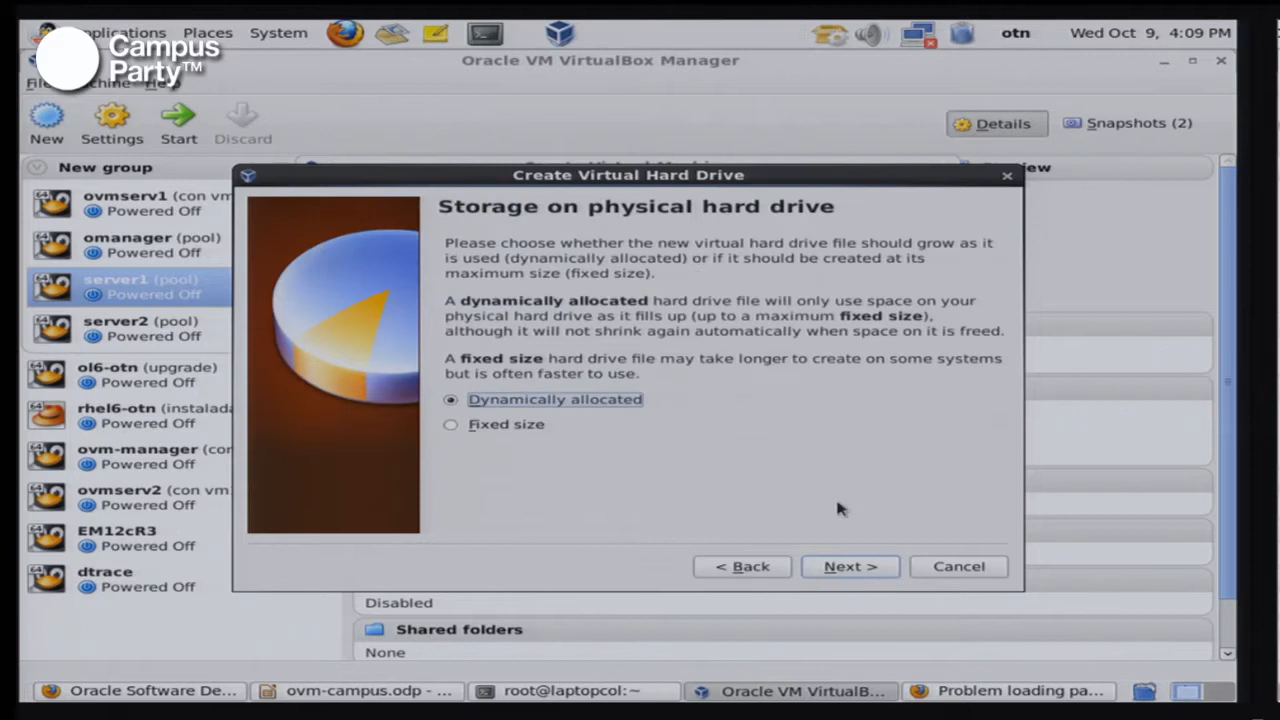 Applications Places System
otn
Wed Oct 9, 4:09 PM
Campus
Party™
Oracle VM VirtualBox Manager
File Machine Help
New
Settings
Start
Discard
Details
Snapshots (2)
New group
ovmserv1 (con vm
Powered Off
omanager (pool)
Powered Off
server1 (pool)
Powered Off
server2 (pool)
Powered Off
ol6-otn (upgrade)
Powered Off
rhel6-otn (instalada
Powered Off
ovm-manager (con
Powered Off
ovmserv2 (con vm
Powered Off
EM12cR3
Powered Off
dtrace
Powered Off
Create Virtual Hard Drive
Storage on physical hard drive
Please choose whether the new virtual hard drive file should grow as it
is used (dynamically allocated) or if it should be created at its
maximum size (fixed size).
A dynamically allocated hard drive file will only use space on your
physical hard drive as it fills up (up to a maximum fixed size),
although it will not shrink again automatically when space on it is freed.
A fixed size hard drive file may take longer to create on some systems
but is often faster to use.
Dynamically allocated
Fixed size
< Back
Next >
Cancel
Disabled
Shared folders
None
Oracle Software De...
ovm-campus.odp - ...
root@laptopcol:~
Oracle VM VirtualB...
Problem loading pa...